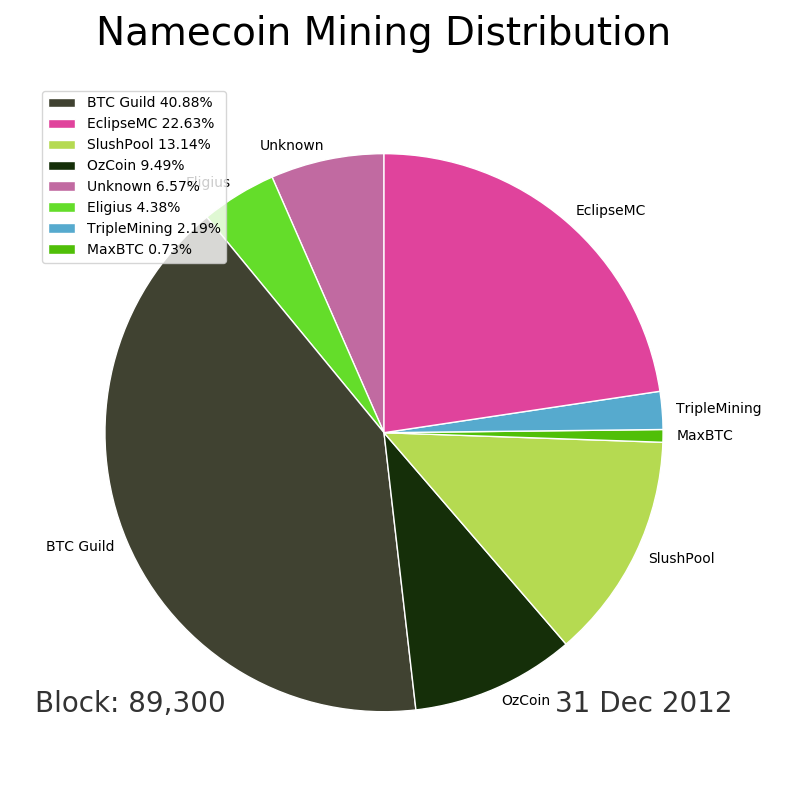 Namecoin Mining Distribution
BTC Guild 40.88%
EclipseMC 22.63%
SlushPool 13.14%
OzCoin 9.49%
Unknown 6.57%
Eligius 4.38%
TripleMining 2.19%
MaxBTC 0.73%
Unknown
Eligius
EclipseMC
TripleMining
MaxBTC
BTC Guild
SlushPool
OzCoin
Block: 89,300
31 Dec 2012